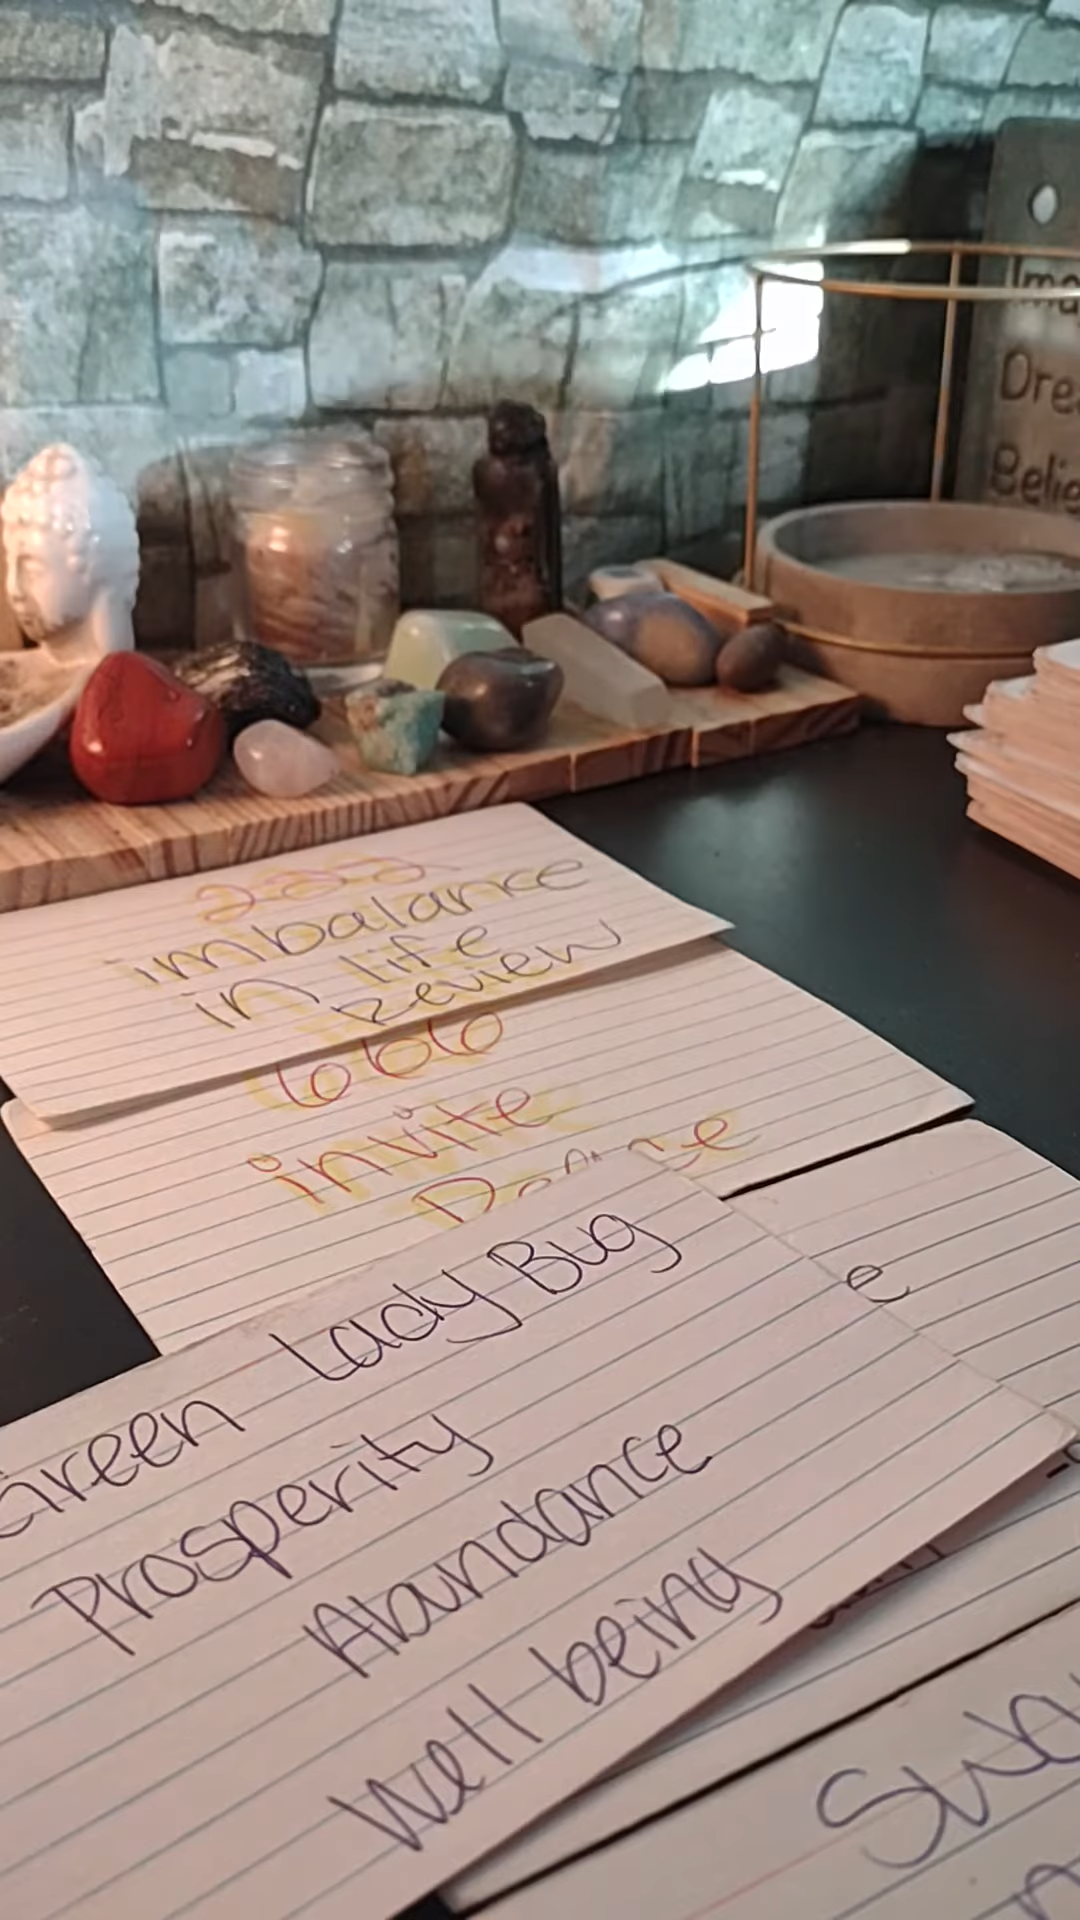 Ima
Drea
Belie
222
imbalance
in life
Review
666
invite
e
Green Lady Bug
Prosperity
Abundance
Well being